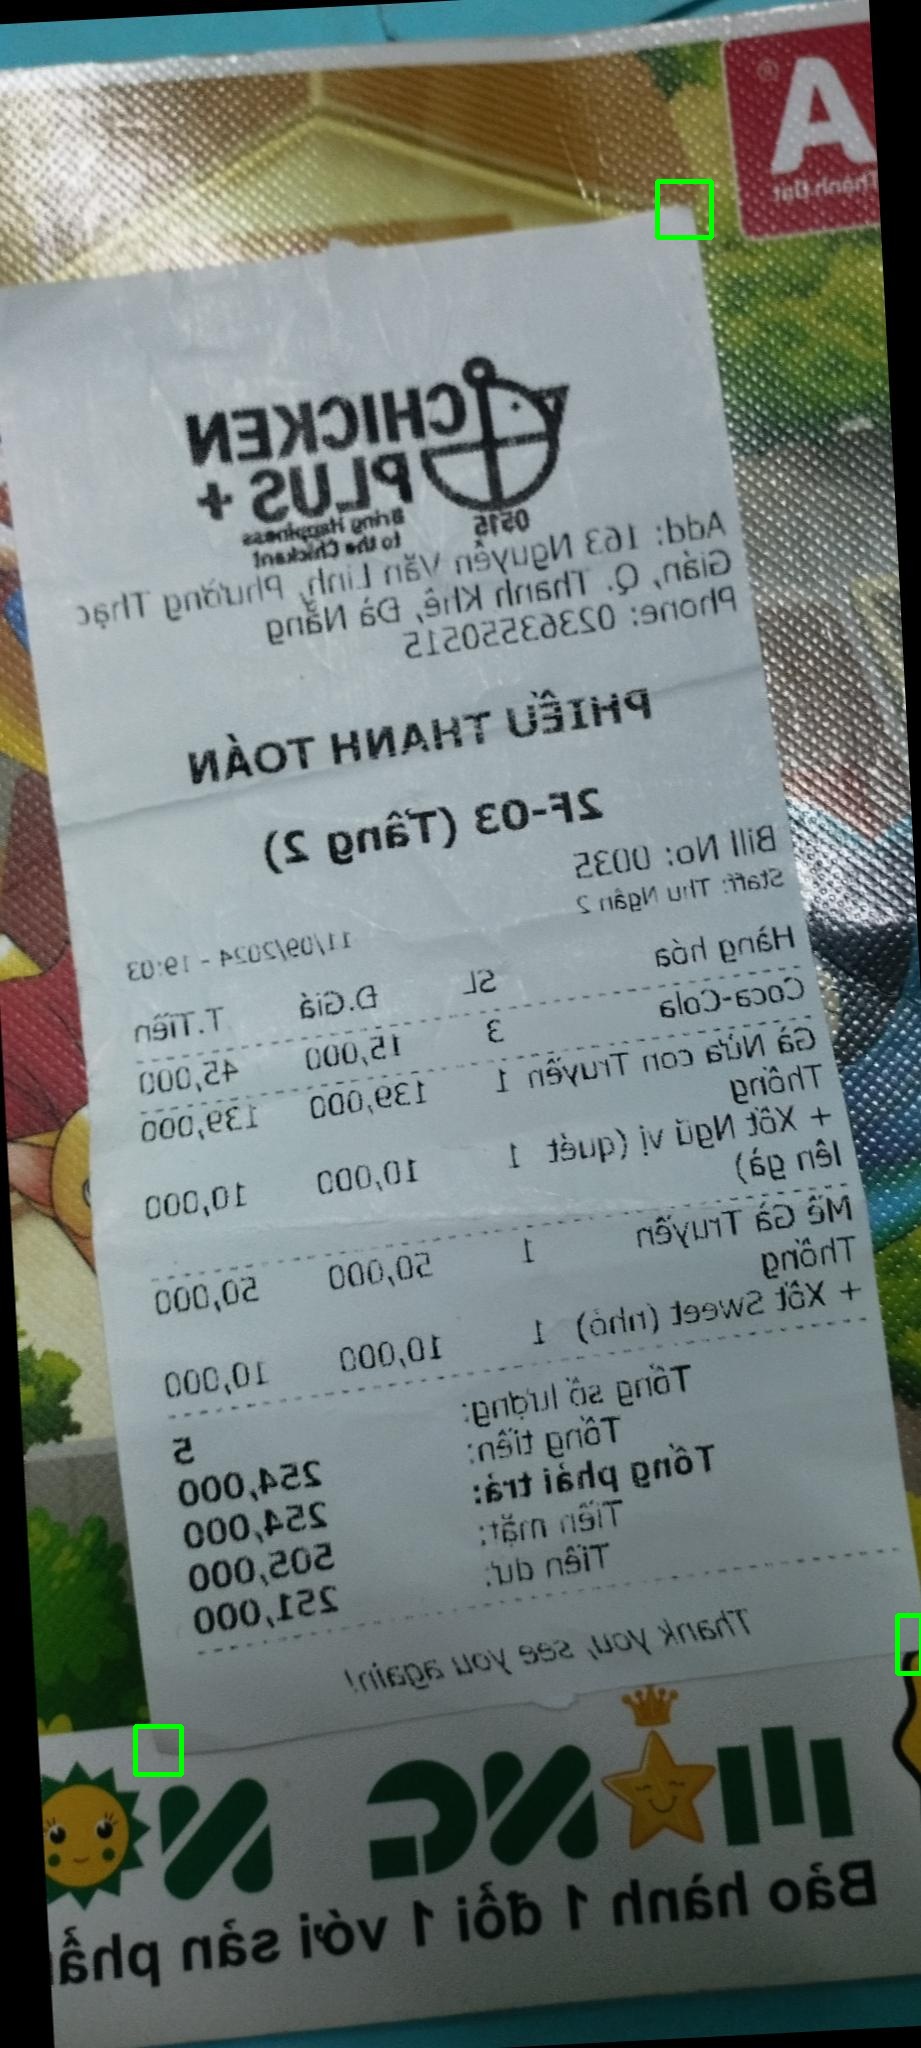 A
®
Thành Đạt
CHICKEN
PLUS +
Bring Happiness
to the Chickent
0515
Add: 163 Nguyễn Văn Linh, Phường Thạc
Gián, Q. Thanh Khê, Đà Nẵng
Phone: 02363550515
PHIẾU THANH TOÁN
2F-03 (Tầng 2)
Bill No: 0035
Staff: Thu Ngân 2
11/09/2024 - 19:03
Hàng hóa SL Đ.Giá T.Tiền
Coca-Cola 3 15,000 45,000
Gà Nửa con Truyền 1 139,000 139,000
Thống
+ Xốt Ngũ vị (quét 1 10,000 10,000
lên gà)
Mề Gà Truyền 1 50,000 50,000
Thống
+ Xốt Sweet (nhỏ) 1 10,000 10,000
Tổng số lượng: 5
Tổng tiền: 254,000
Tổng phải trả: 254,000
Tiền mặt: 505,000
Tiền dư: 251,000
Thank you, see you again!
Bảo hành 1 đổi 1 với sản phẩ